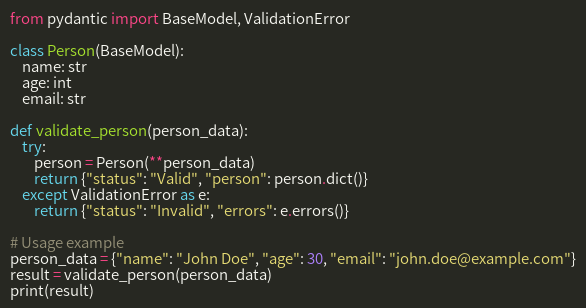 from pydantic import BaseModel, ValidationError

class Person(BaseModel):
    name: str
    age: int
    email: str

def validate_person(person_data):
    try:
        person = Person(**person_data)
        return {"status": "Valid", "person": person.dict()}
    except ValidationError as e:
        return {"status": "Invalid", "errors": e.errors()}

# Usage example
person_data = {"name": "John Doe", "age": 30, "email": "john.doe@example.com"}
result = validate_person(person_data)
print(result)